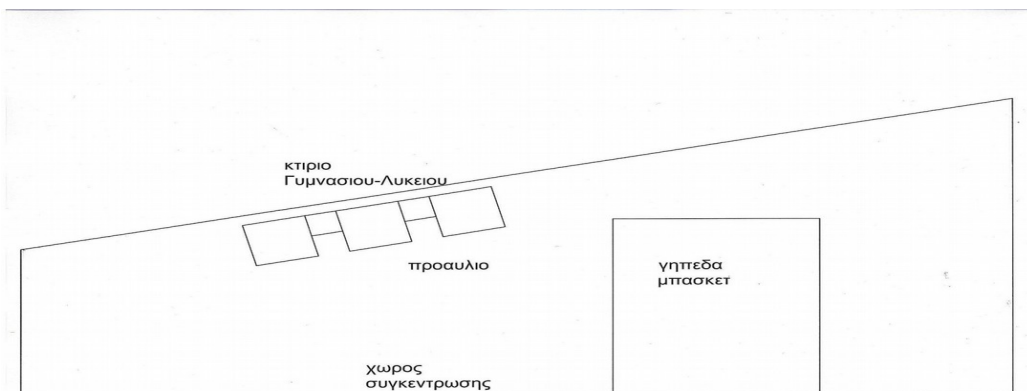 κτιριο
Γυμνασιου-Λυκειου
προαυλιο
γηπεδα
μπασκετ
χωρος
συγκεντρωσης